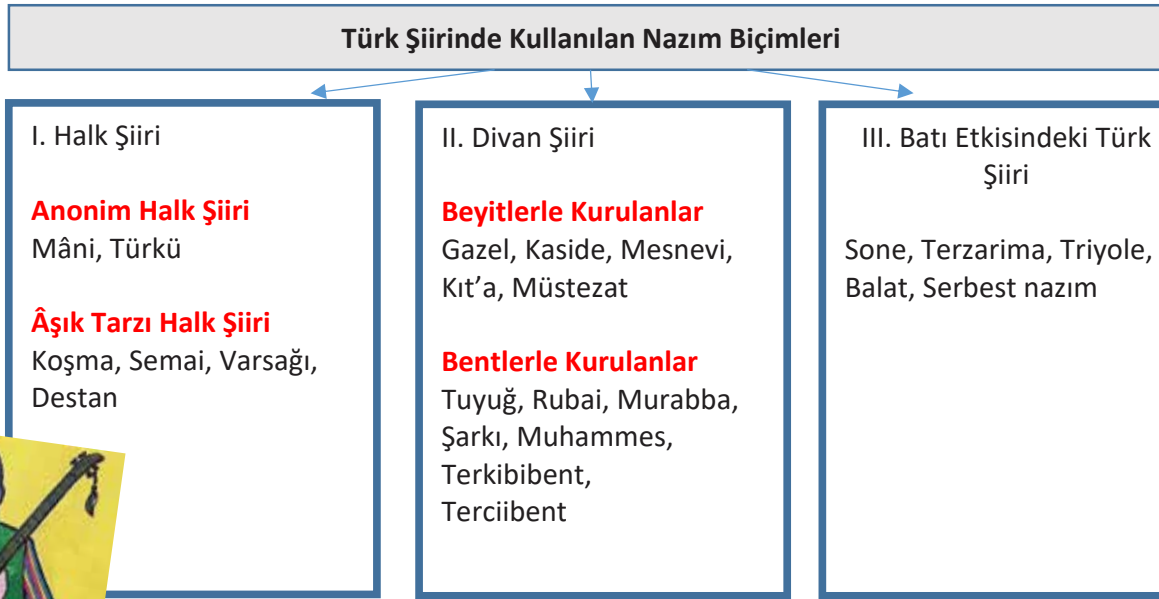 Türk Şiirinde Kullanılan Nazım Biçimleri
I. Halk Şiiri
Anonim Halk Şiiri
Mâni, Türkü
Âşık Tarzı Halk Şiiri
Koşma, Semai, Varsağı,
Destan
II. Divan Şiiri
Beyitlerle Kurulanlar
Gazel, Kaside, Mesnevi,
Kıt’a, Müstezat
Bentlerle Kurulanlar
Tuyuğ, Rubai, Murabba,
Şarkı, Muhammes,
Terkibibent,
Terciibent
III. Batı Etkisindeki Türk
Şiiri
Sone, Terzarima, Triyole,
Balat, Serbest nazım